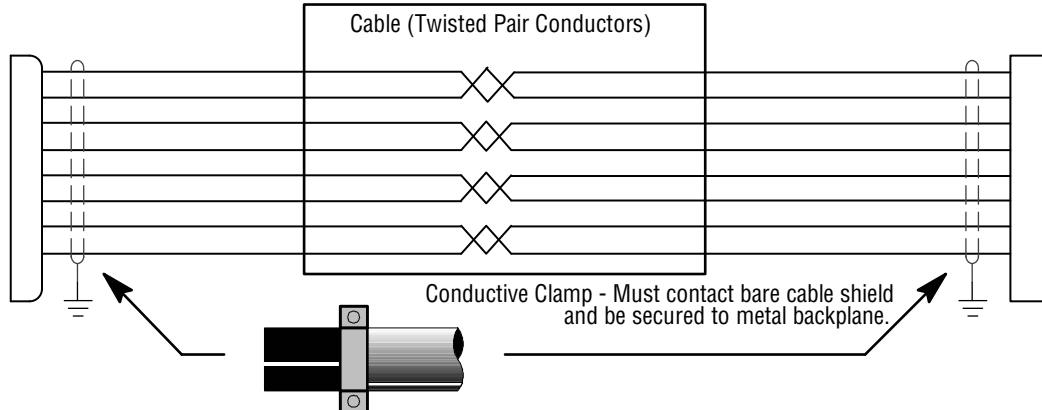 Cable (Twisted Pair Conductors)
Conductive Clamp - Must contact bare cable shield
and be secured to metal backplane.